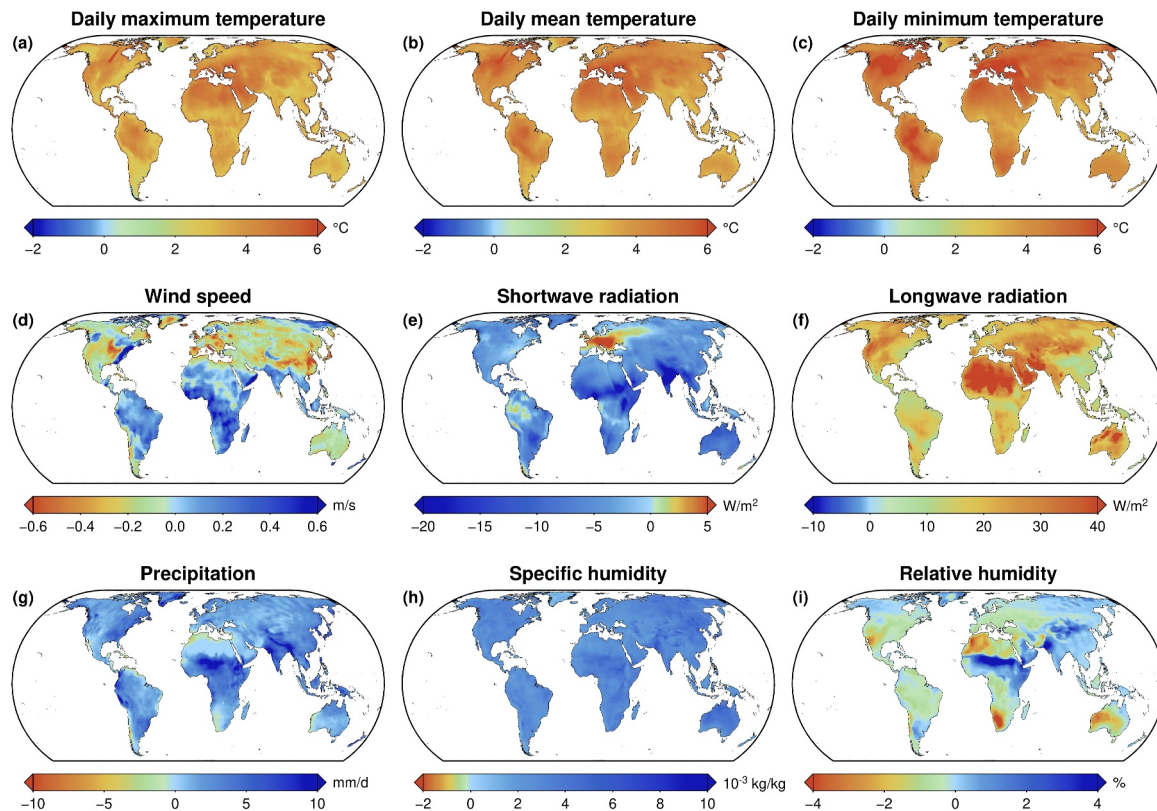 Daily maximum temperature
Daily mean temperature
Daily minimum temperature
(a)
(b)
(c)
−2 0 2 4 6 °C
−2 0 2 4 6 °C
−2 0 2 4 6 °C
Wind speed
Shortwave radiation
Longwave radiation
(d)
(e)
(f)
−0.6 −0.4 −0.2 0.0 0.2 0.4 0.6 m/s
−20 −15 −10 −5 0 5 W/m²
−10 0 10 20 30 40 W/m²
Precipitation
Specific humidity
Relative humidity
(g)
(h)
(i)
−10 −5 0 5 10 mm/d
−2 0 2 4 6 8 10 10⁻³ kg/kg
−4 −2 0 2 %